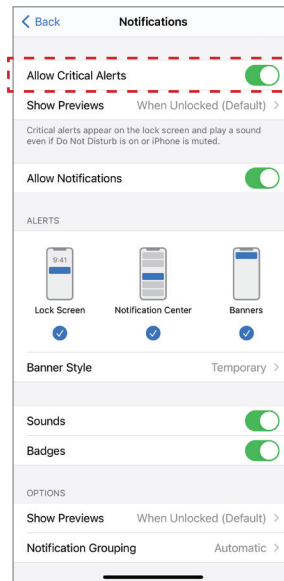 Back Notifications
Allow Critical Alerts
Show Previews When Unlocked (Default)
Critical alerts appear on the lock screen and play a sound
even if Do Not Disturb is on or iPhone is muted.
Allow Notifications
ALERTS
9:41
Lock Screen Notification Center Banners
Banner Style Temporary
Sounds
Badges
OPTIONS
Show Previews When Unlocked (Default)
Notification Grouping Automatic